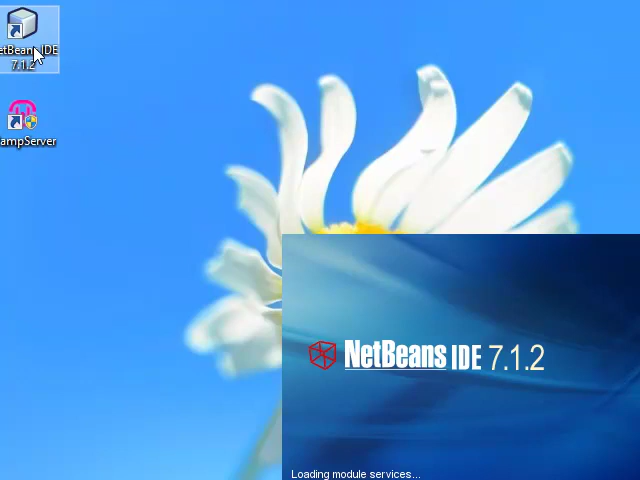 etBeans IDE
7.1.2
ampServer
NetBeans IDE 7.1.2
Loading module services...